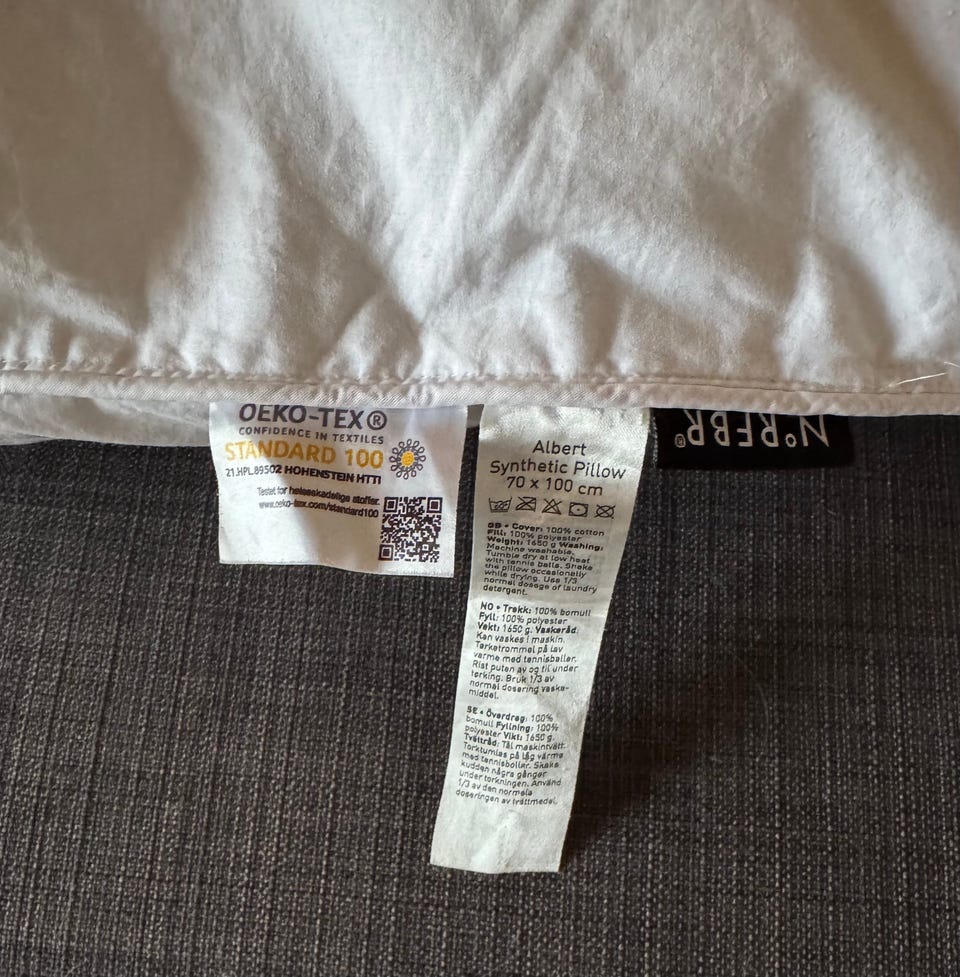 OEKO-TEX®
CONFIDENCE IN TEXTILES
STANDARD 100
21.HPL.89502 HOHENSTEIN HTTI
Testet for helseskadelige stoffer.
www.oeko-tex.com/standard100
Albert
Synthetic Pillow
70 x 100 cm
GB • Cover: 100% cotton
Fill: 100% polyester
Weight: 1650 g Washing:
Machine washable.
Tumble dry at low heat
with tennis balls. Shake
the pillow occasionally
while drying. Use 1/3
normal dosage of laundry
detergent.
NO • Trekk: 100% bomull
Fyll: 100% polyester
Vekt: 1650 g. Vaskeråd:
Kan vaskes i maskin.
Tørketrommel på lav
varme med tennisballer.
Rist puten av og til under
tørking. Bruk 1/3 av
normal dosering vaske-
middel.
SE • Överdrag: 100%
bomull Fyllning: 100%
polyester Vikt: 1650 g.
Tvättråd: Tål maskintvätt.
Torktumlas på låg värme
med tennisbollar. Skaka
kudden några gånger
under torkningen. Använd
1/3 av den normala
doseringen av tvättmedel.
N°RFBR®